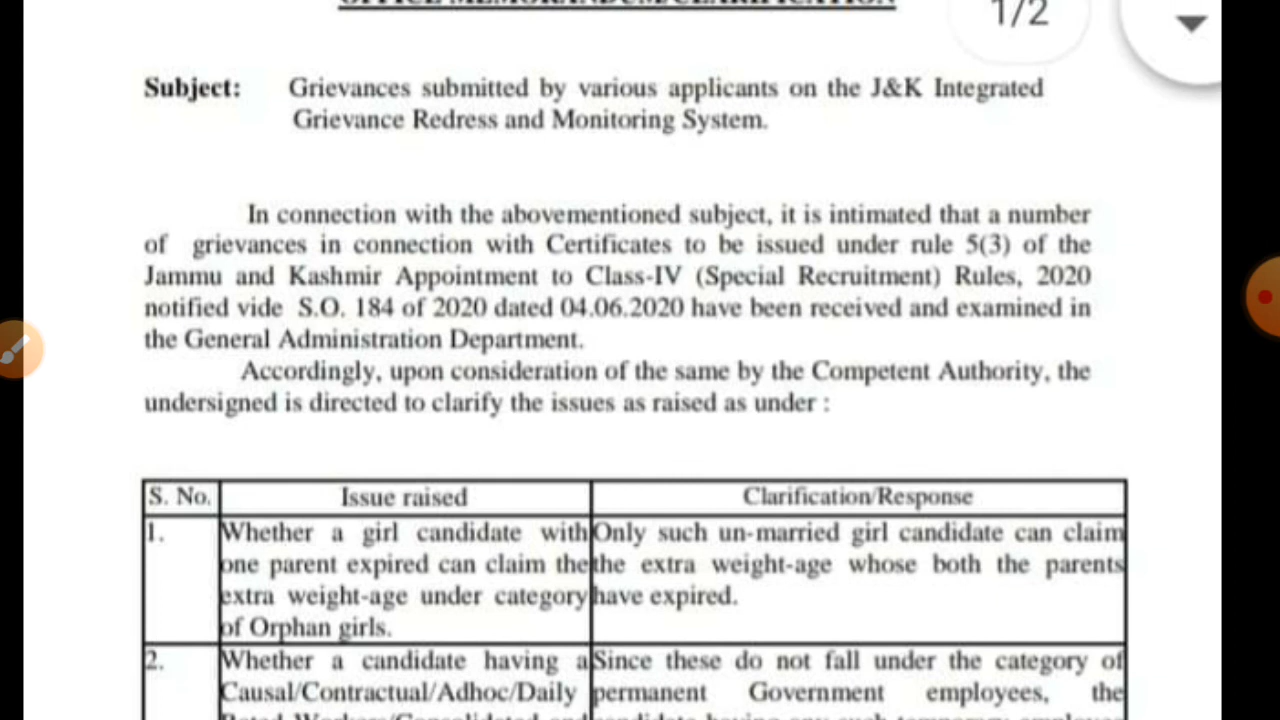 1/2
Subject: Grievances submitted by various applicants on the J&K Integrated
Grievance Redress and Monitoring System.
In connection with the abovementioned subject, it is intimated that a number
of grievances in connection with Certificates to be issued under rule 5(3) of the
Jammu and Kashmir Appointment to Class-IV (Special Recruitment) Rules, 2020
notified vide S.O. 184 of 2020 dated 04.06.2020 have been received and examined in
the General Administration Department.
Accordingly, upon consideration of the same by the Competent Authority, the
undersigned is directed to clarify the issues as raised as under :
S. No. Issue raised Clarification/Response
1. Whether a girl candidate with Only such un-married girl candidate can claim
one parent expired can claim the the extra weight-age whose both the parents
extra weight-age under category have expired.
of Orphan girls.
2. Whether a candidate having a Since these do not fall under the category of
Causal/Contractual/Adhoc/Daily permanent Government employees, the